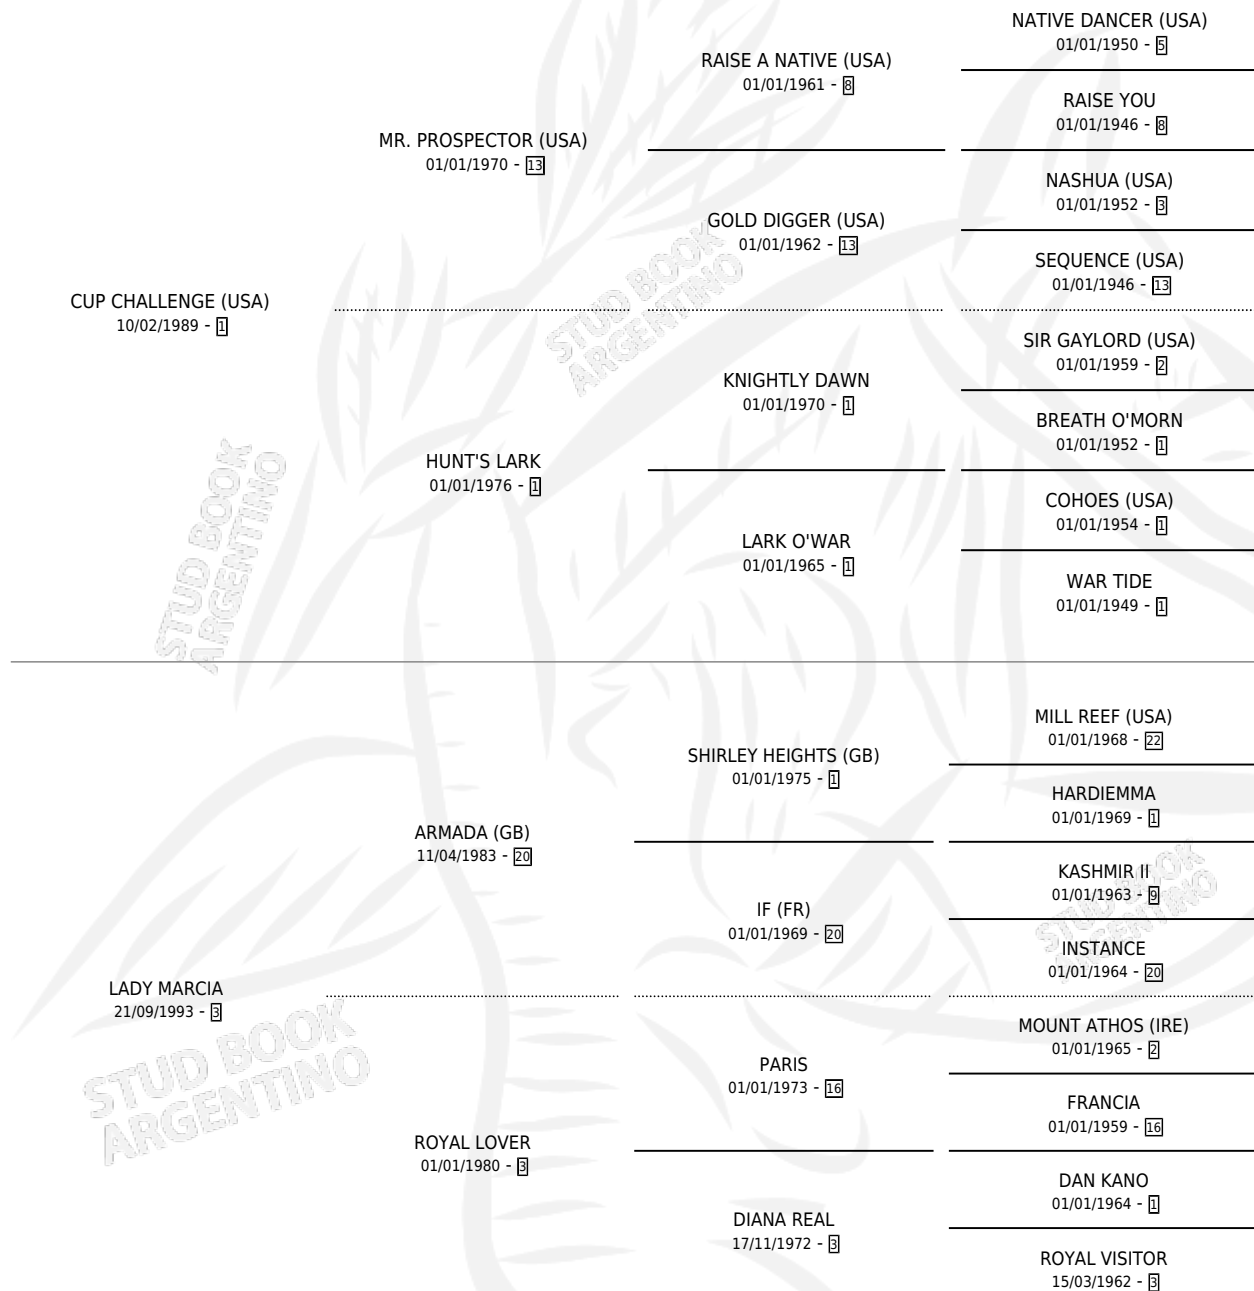 NATIVE DANCER (USA)
01/01/1950 - 5
RAISE A NATIVE (USA)
01/01/1961 - 8
RAISE YOU
01/01/1946 - 8
MR. PROSPECTOR (USA)
01/01/1970 - 13
NASHUA (USA)
01/01/1952 - 3
GOLD DIGGER (USA)
01/01/1962 - 13
SEQUENCE (USA)
01/01/1946 - 13
CUP CHALLENGE (USA)
10/02/1989 - 1
STUD BOOK
ARGENTINO
SIR GAYLORD (USA)
01/01/1959 - 2
KNIGHTLY DAWN
01/01/1970 - 1
BREATH O'MORN
01/01/1952 - 1
HUNT'S LARK
01/01/1976 - 1
COHOES (USA)
01/01/1954 - 1
LARK O'WAR
01/01/1965 - 1
WAR TIDE
01/01/1949 - 1
STUD BOOK
ARGENTINO
MILL REEF (USA)
01/01/1968 - 22
SHIRLEY HEIGHTS (GB)
01/01/1975 - 1
HARDIEMMA
01/01/1969 - 1
ARMADA (GB)
11/04/1983 - 20
KASHMIR II
01/01/1963 - 9
IF (FR)
01/01/1969 - 20
STUD BOOK
ARGENTINO
INSTANCE
01/01/1964 - 20
LADY MARCIA
21/09/1993 - 3
MOUNT ATHOS (IRE)
01/01/1965 - 2
STUD BOOK
ARGENTINO
PARIS
01/01/1973 - 16
FRANCIA
01/01/1959 - 16
ROYAL LOVER
01/01/1980 - 3
DAN KANO
01/01/1964 - 1
DIANA REAL
17/11/1972 - 3
ROYAL VISITOR
15/03/1962 - 3